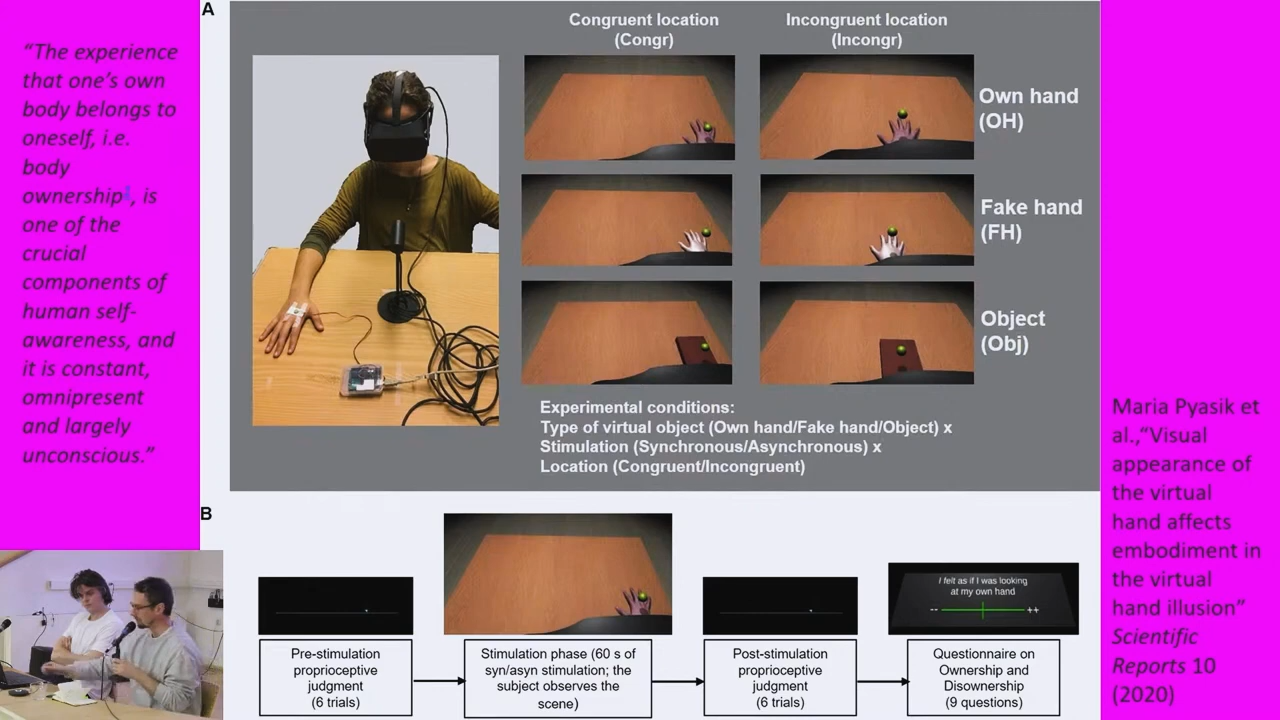 “The experience
that one’s own
body belongs to
oneself, i.e.
body
ownership1, is
one of the
crucial
components of
human self-
awareness, and
it is constant,
omnipresent
and largely
unconscious.”
A
Congruent location
(Congr)
Incongruent location
(Incongr)
Own hand
(OH)
Fake hand
(FH)
Object
(Obj)
Experimental conditions:
Type of virtual object (Own hand/Fake hand/Object) x
Stimulation (Synchronous/Asynchronous) x
Location (Congruent/Incongruent)
B
I felt as if I was looking
at my own hand
-- ++
Pre-stimulation
proprioceptive
judgment
(6 trials)
Stimulation phase (60 s of
syn/asyn stimulation; the
subject observes the
scene)
Post-stimulation
proprioceptive
judgment
(6 trials)
Questionnaire on
Ownership and
Disownership
(9 questions)
Maria Pyasik et
al.,“Visual
appearance of
the virtual
hand affects
embodiment in
the virtual
hand illusion”
Scientific
Reports 10
(2020)